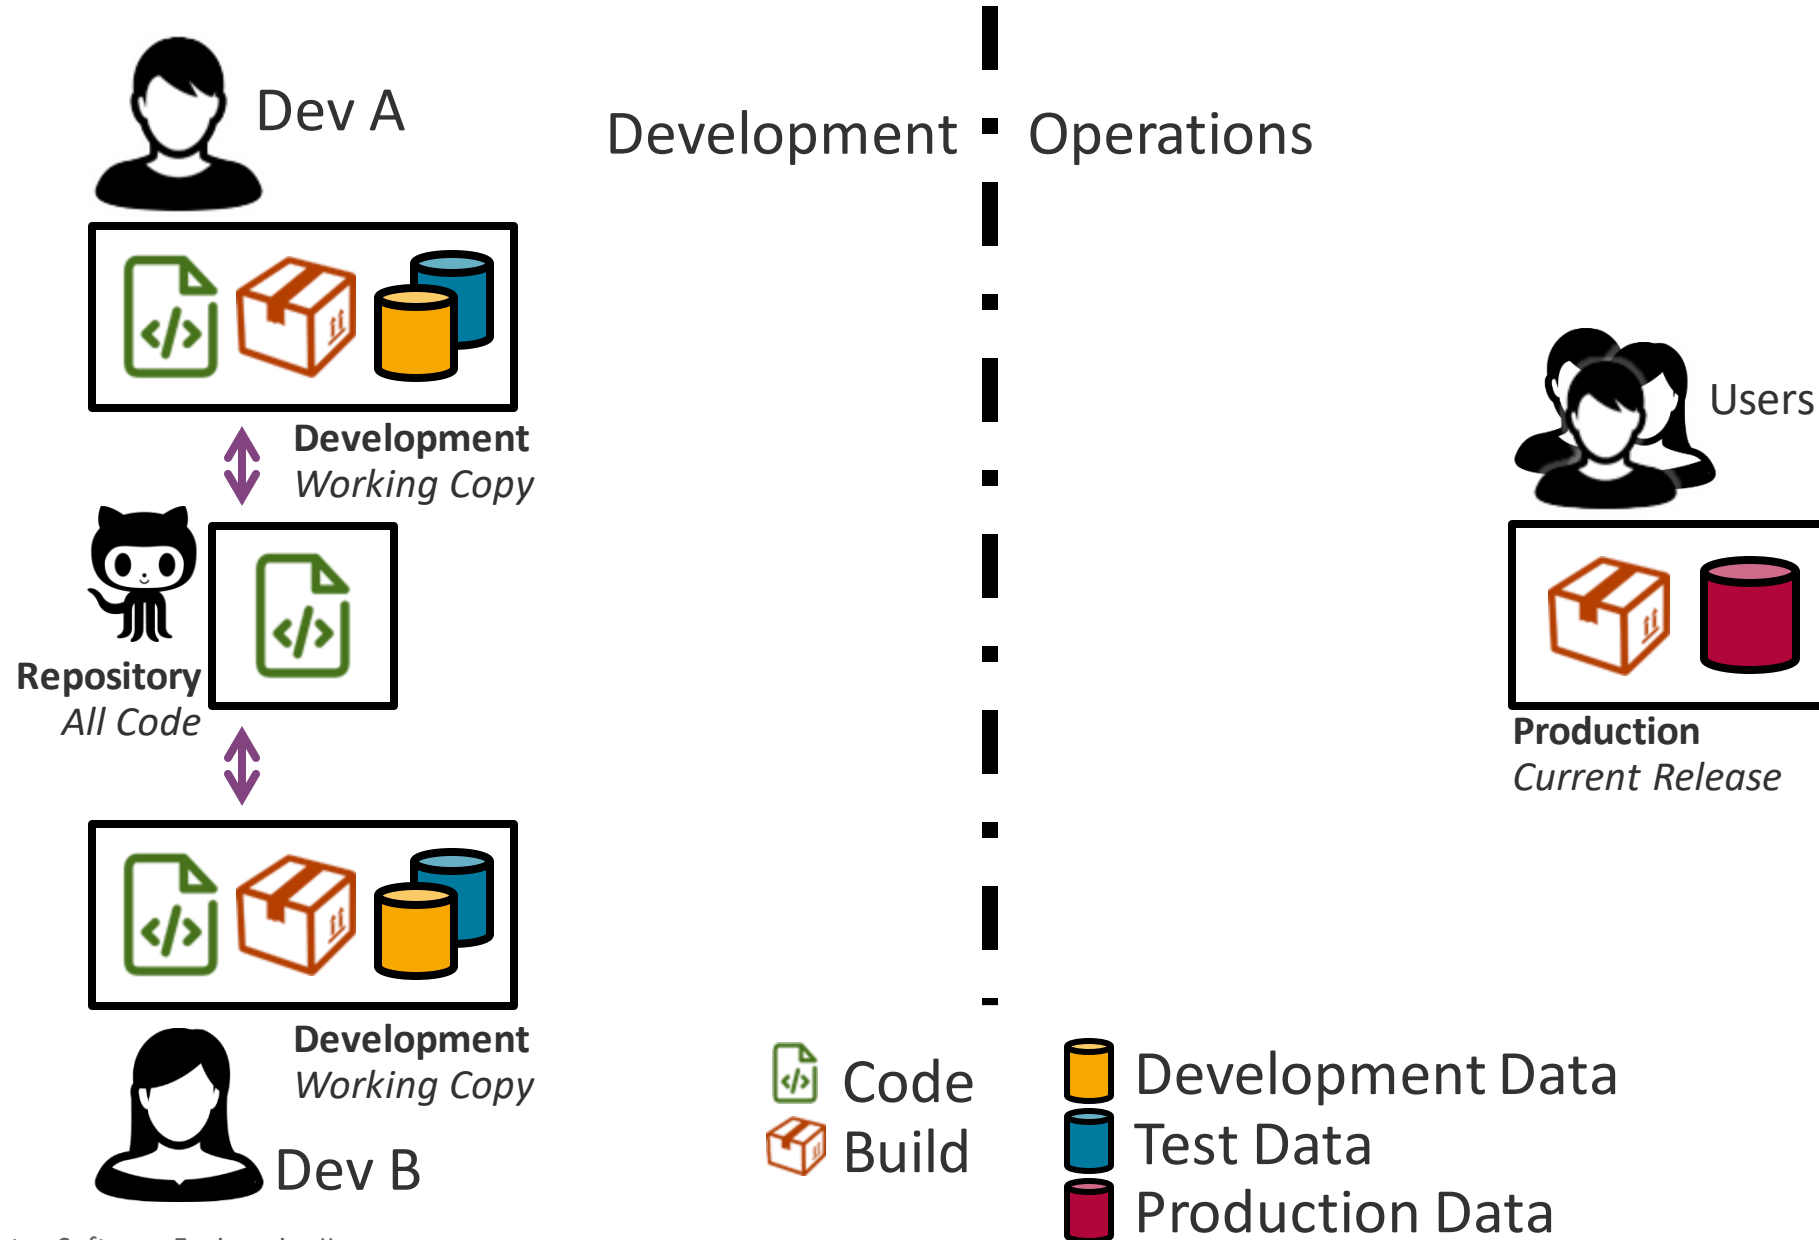 Dev A
Development
Operations
Users
Development
Working Copy
Repository
All Code
Production
Current Release
Development
Working Copy
Dev B
Code
Build
Development Data
Test Data
Production Data